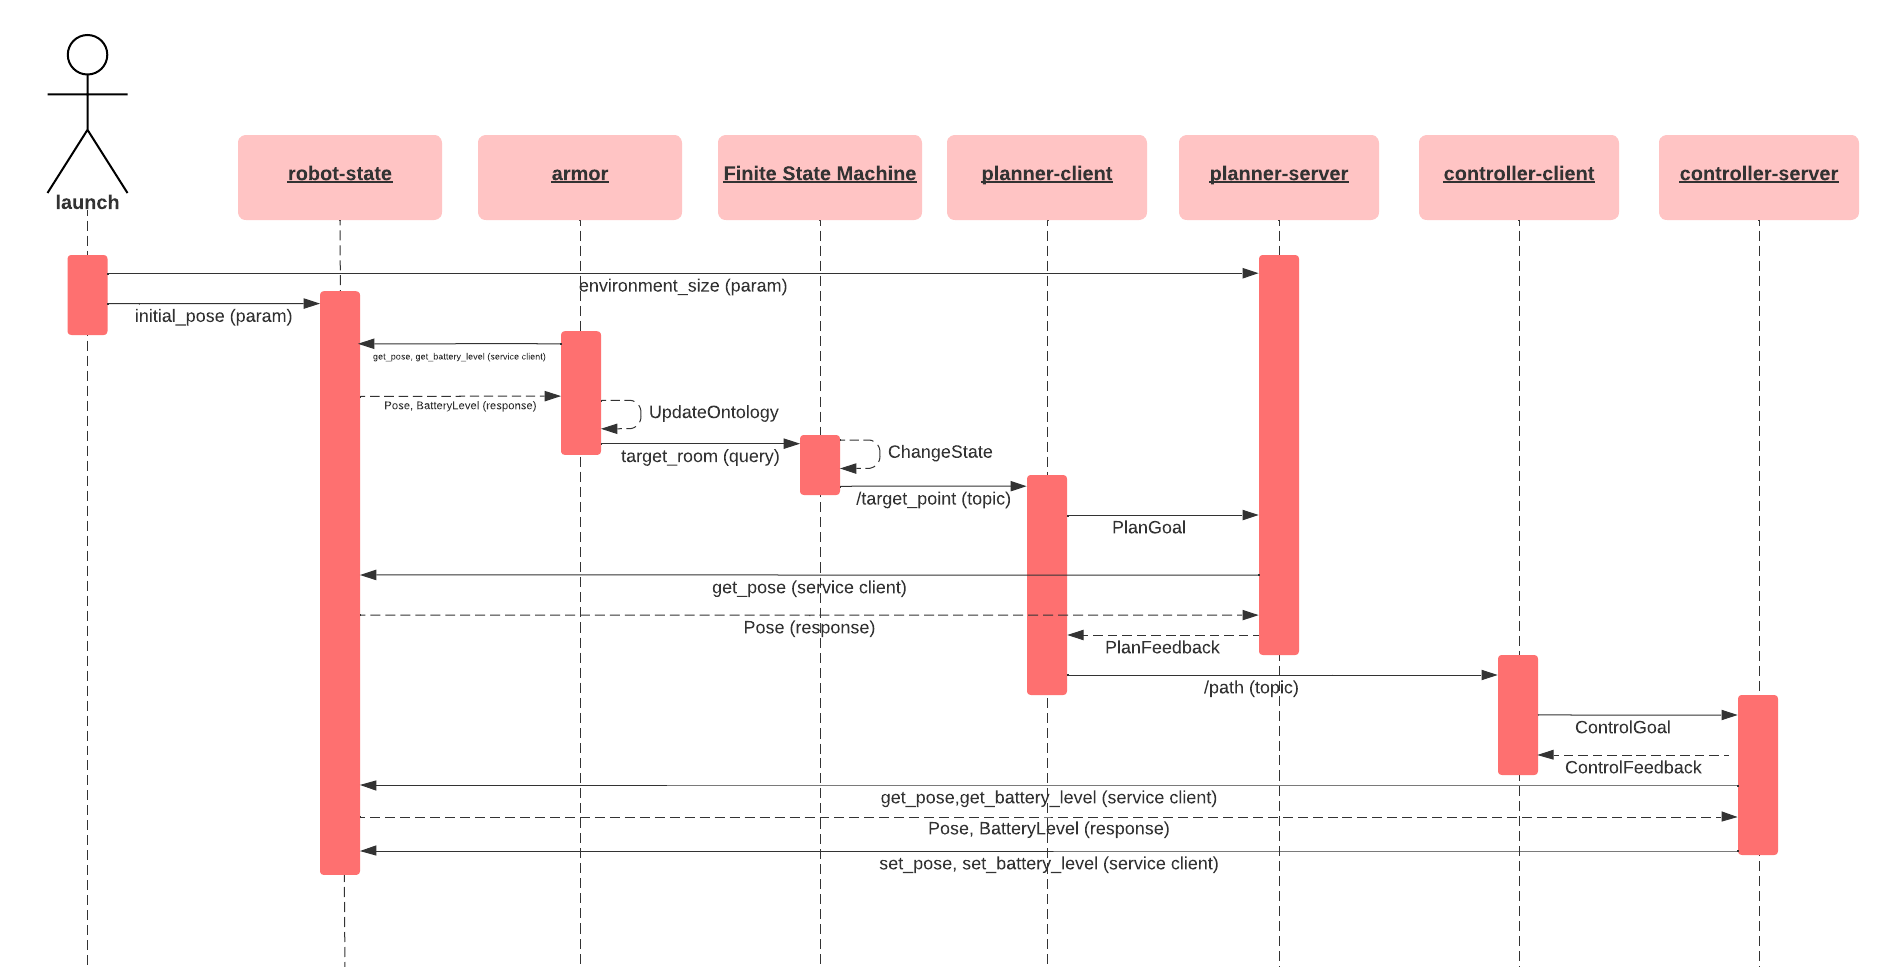 launch
robot-state
armor
Finite State Machine
planner-client
planner-server
controller-client
controller-server
environment_size (param)
initial_pose (param)
get_pose, get_battery_level (service client)
Pose, BatteryLevel (response)
UpdateOntology
target_room (query)
ChangeState
/target_point (topic)
PlanGoal
get_pose (service client)
Pose (response)
PlanFeedback
/path (topic)
ControlGoal
ControlFeedback
get_pose,get_battery_level (service client)
Pose, BatteryLevel (response)
set_pose, set_battery_level (service client)